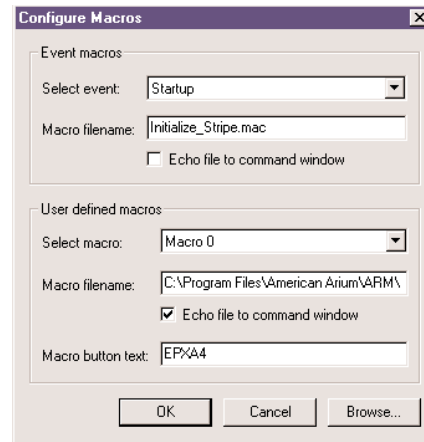 Configure Macros
Event macros
Select event: Startup
Macro filename: Initialize_Stripe.mac
Echo file to command window
User defined macros
Select macro: Macro 0
Macro filename: C:\Program Files\American Arium\ARM\
Echo file to command window
Macro button text: EPXA4
OK Cancel Browse...